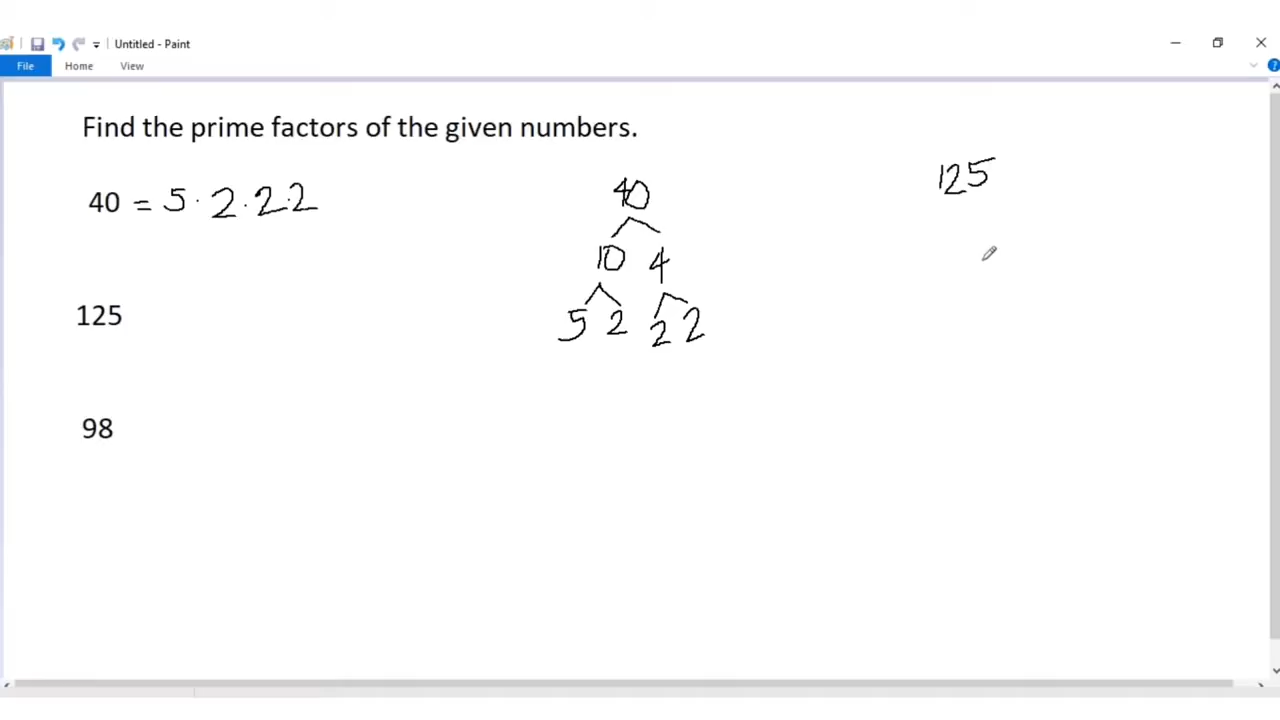 Untitled - Paint
File Home View
Find the prime factors of the given numbers.
40 = 5 · 2 · 2 · 2
125
98
40
10 4
5 2 2 2
125